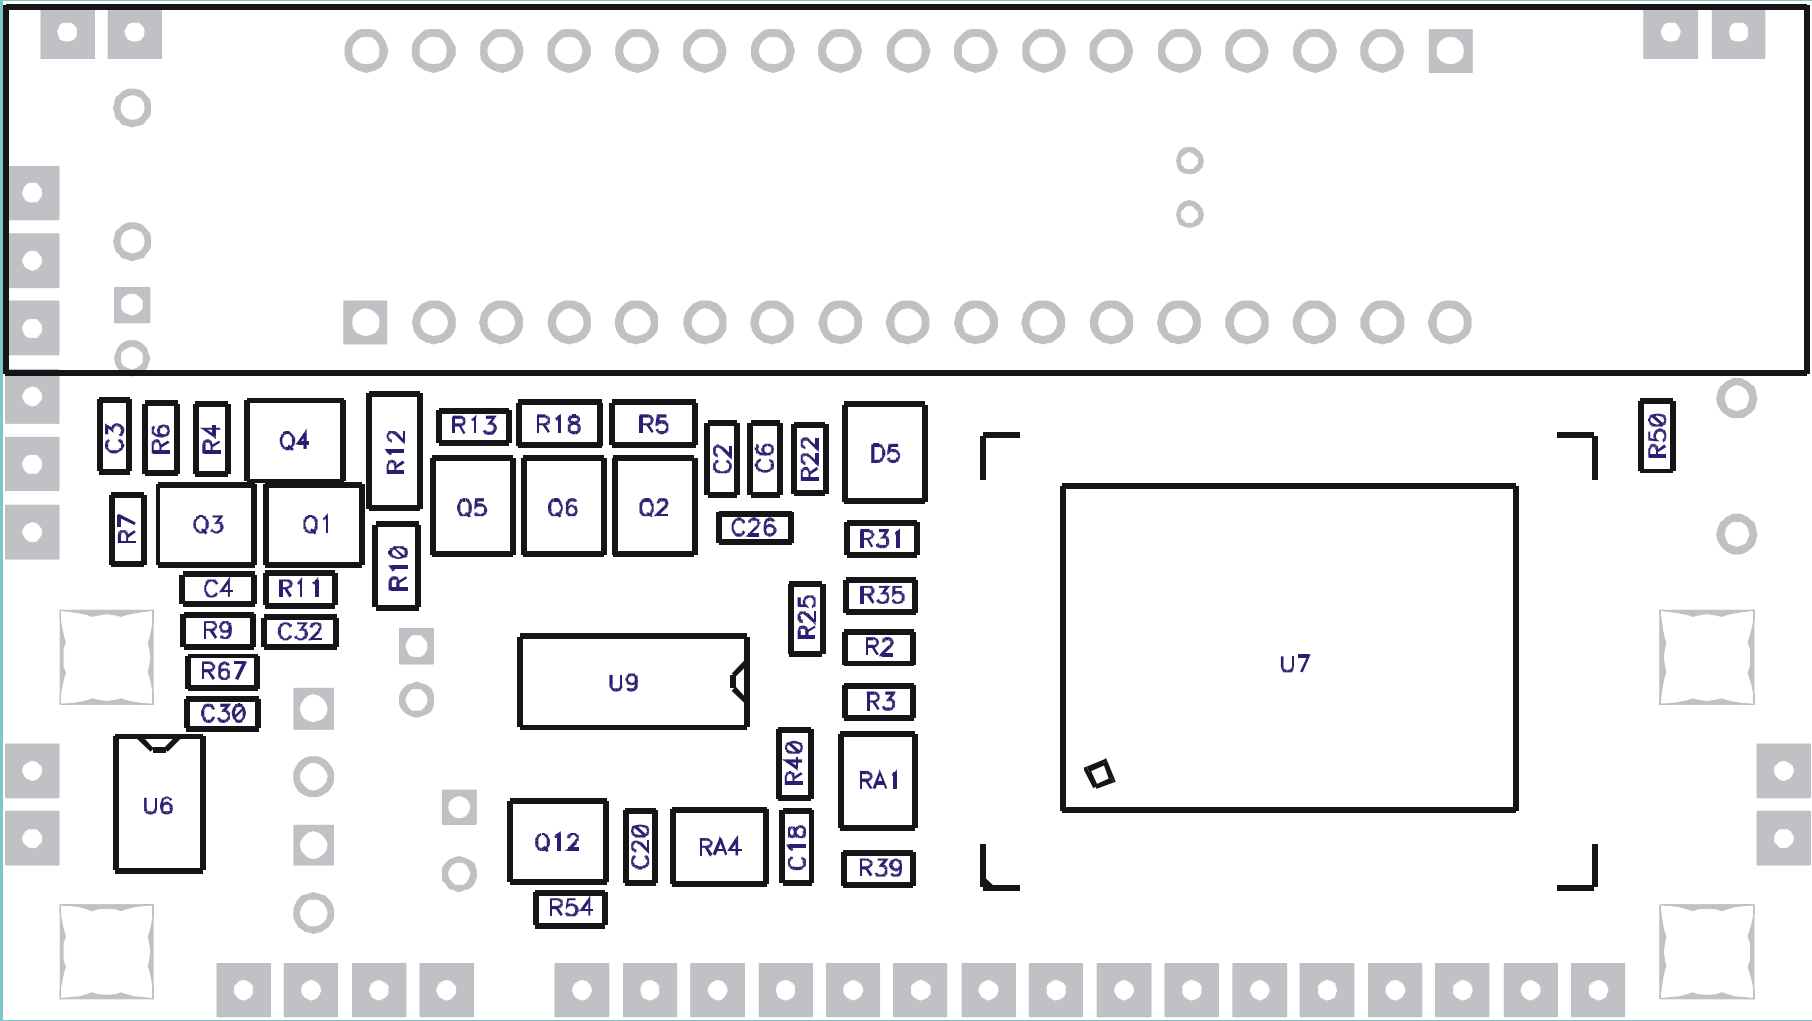 C3 R6 R4 Q4 R12 R13 R18 R5 C2 C6 R22 D5 R50
R7 Q3 Q1 R10 Q5 Q6 Q2 C26 R31
C4 R11 R25 R35
R9 C32 R2
R67 U9 U7
C30 R3
U6 R40 RA1
Q12 C20 RA4 C18 R39
R54